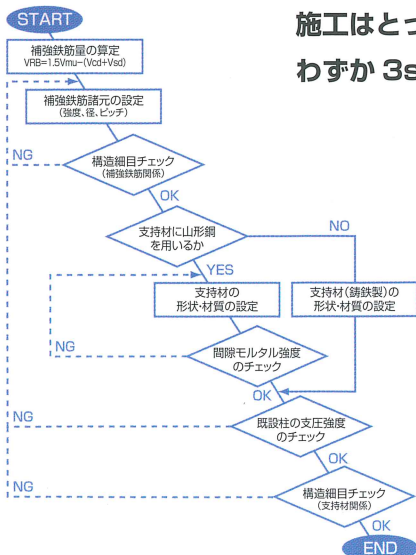 START
施工はとっ
わずか 3s
補強鉄筋量の算定
VRB=1.5Vmu-(Vcd+Vsd)
補強鉄筋諸元の設定
(強度、径、ピッチ)
NG
構造細目チェック
(補強鉄筋関係)
OK
支持材に山形鋼
を用いるか
NO
YES
支持材の
形状・材質の設定
支持材(鋳鉄製)の
形状・材質の設定
NG
間隙モルタル強度
のチェック
OK
NG
既設柱の支圧強度
のチェック
OK
NG
構造細目チェック
(支持材関係)
OK
END